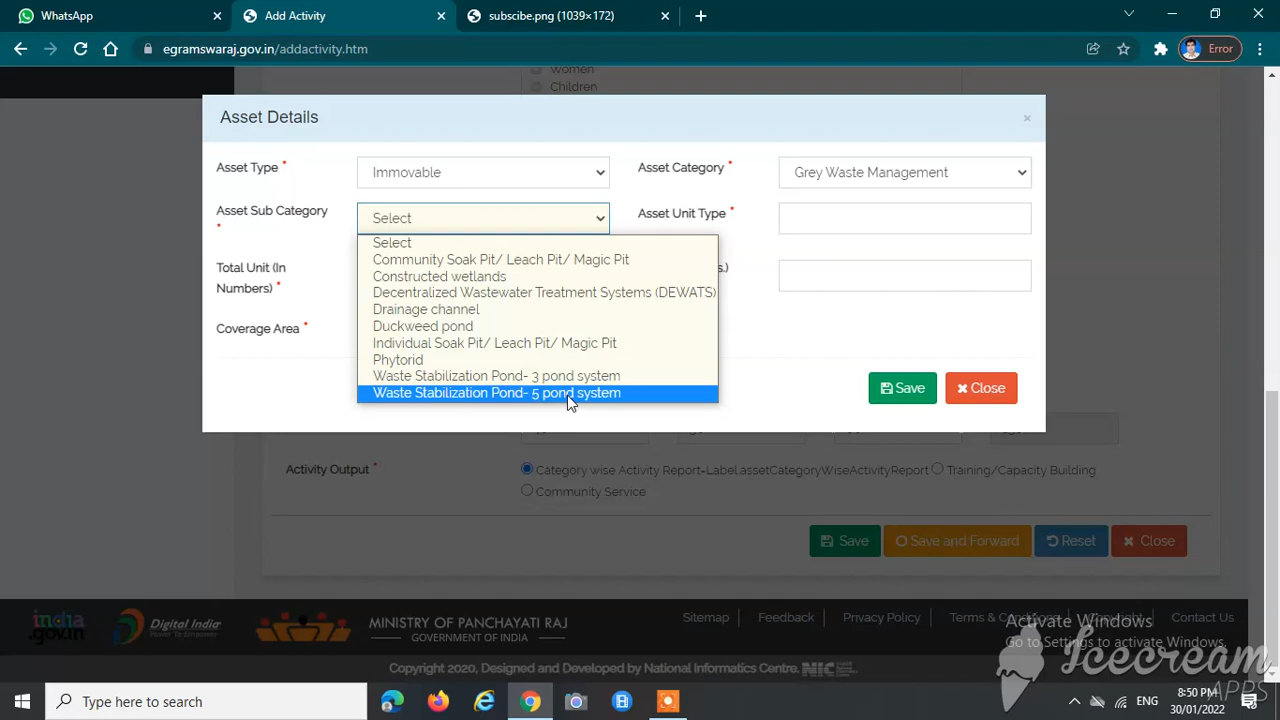 WhatsApp × Add Activity × subscibe.png (1039×172) × +
egramswaraj.gov.in/addactivity.htm Error
Women
Children
Asset Details ×
Asset Type * Immovable Asset Category * Grey Waste Management
Asset Sub Category * Select Asset Unit Type *
Select
Community Soak Pit/ Leach Pit/ Magic Pit
Constructed wetlands
Decentralized Wastewater Treatment Systems (DEWATS)
Drainage channel
Duckweed pond
Individual Soak Pit/ Leach Pit/ Magic Pit
Phytorid
Waste Stabilization Pond- 3 pond system
Waste Stabilization Pond- 5 pond system
Total Unit (In
Numbers) *
s.)
Coverage Area *
Save × Close
Activity Output * Category wise Activity Report=Label.assetCategoryWiseActivityReport Training/Capacity Building
Community Service
Save Save and Forward Reset × Close
india.gov.in Digital India Power To Empower MINISTRY OF PANCHAYATI RAJ
GOVERNMENT OF INDIA
Sitemap Feedback Privacy Policy Terms & Conditions Copyright Contact Us
Activate Windows
Go to Settings to activate Windows.
Copyright 2020, Designed and Developed by National Informatics Centre. NIC
Icecream
APPS
Type here to search
ENG 8:50 PM
30/01/2022